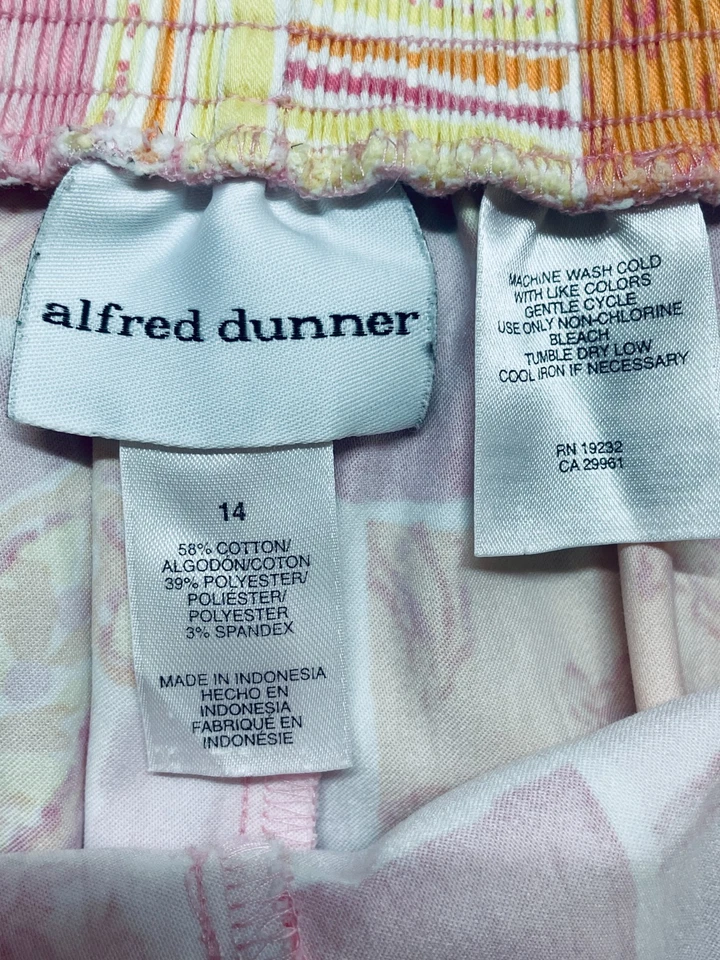 alfred dunner
14
58% COTTON/
ALGODÓN/COTON
39% POLYESTER/
POLIÉSTER/
POLYESTER
3% SPANDEX
MADE IN INDONESIA
HECHO EN
INDONESIA
FABRIQUÉ EN
INDONÉSIE
MACHINE WASH COLD
WITH LIKE COLORS
GENTLE CYCLE
USE ONLY NON-CHLORINE
BLEACH
TUMBLE DRY LOW
COOL IRON IF NECESSARY
RN 19232
CA 29961